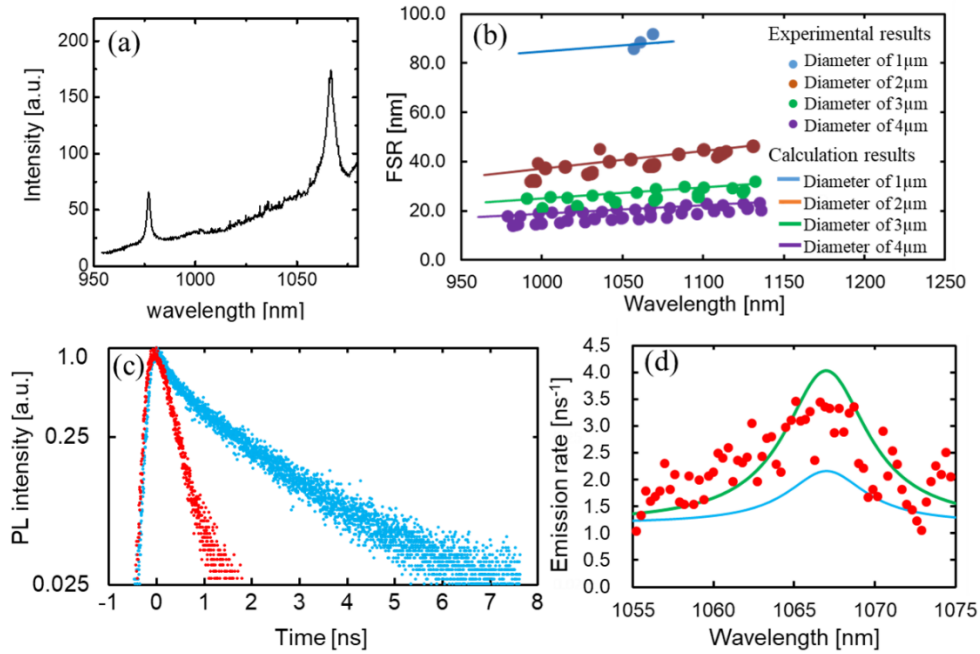 (a)
200
150
100
50
0
Intensity [a.u.]
950
1000
1050
wavelength [nm]
(b)
100.0
80.0
60.0
40.0
20.0
0.0
FSR [nm]
950
1000
1050
1100
1150
1200
1250
Wavelength [nm]
Experimental results
Diameter of 1μm
Diameter of 2μm
Diameter of 3μm
Diameter of 4μm
Calculation results
Diameter of 1μm
Diameter of 2μm
Diameter of 3μm
Diameter of 4μm
(c)
1.0
0.25
0.025
PL intensity [a.u.]
-1
0
1
2
3
4
5
6
7
8
Time [ns]
(d)
4.5
4.0
3.5
3.0
2.5
2.0
1.5
1.0
0.5
0.0
Emission rate [ns⁻¹]
1055
1060
1065
1070
1075
Wavelength [nm]